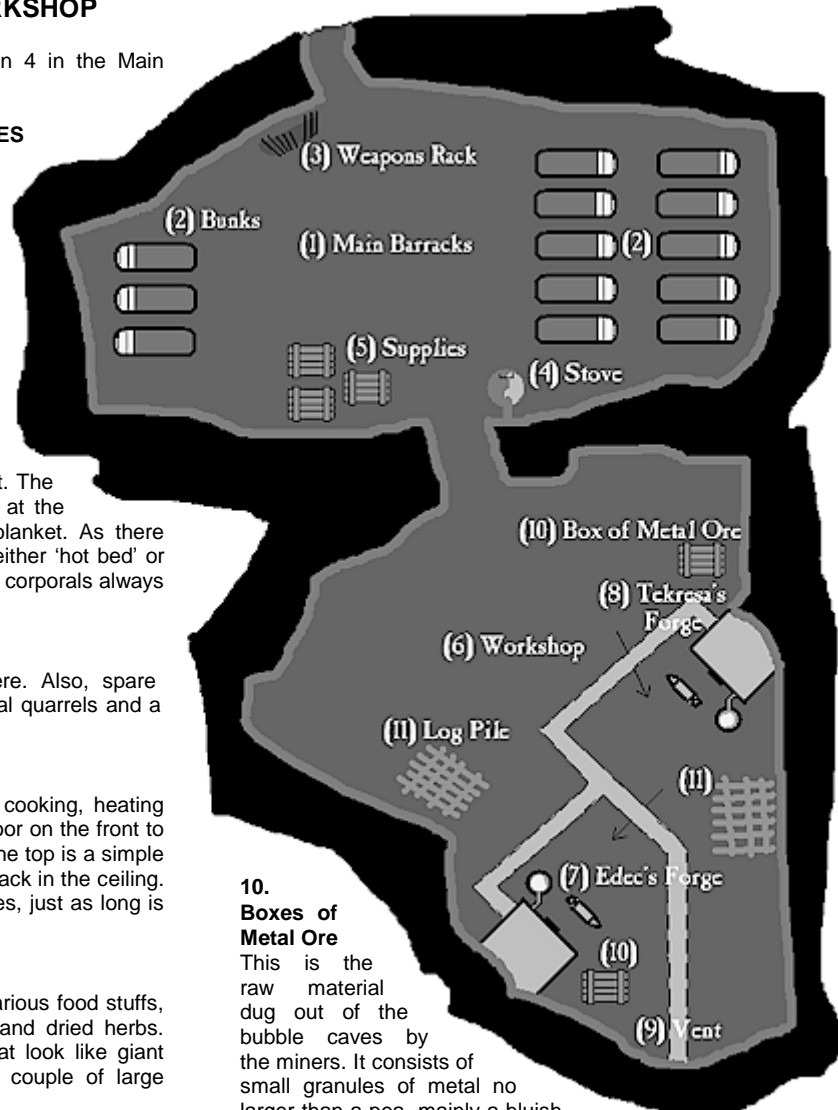 RKSHOP
n 4 in the Main
ES
t. The
at the
blanket. As there
either ‘hot bed’ or
corporals always
ere. Also, spare
al quarrels and a
cooking, heating
oor on the front to
he top is a simple
ack in the ceiling.
es, just as long is
arious food stuffs,
and dried herbs.
at look like giant
couple of large
(3) Weapons Rack
(2) Bunks
(1) Main Barracks
(2)
(5) Supplies
(4) Stove
(10) Box of Metal Ore
(8) Tekresa's
Forge
(6) Workshop
(11) Log Pile
(11)
(7) Edec's Forge
(10)
(9) Vent
10.
Boxes of
Metal Ore
This is the
raw material
dug out of the
bubble caves by
the miners. It consists of
small granules of metal no
larger than a pea, mainly a bluish